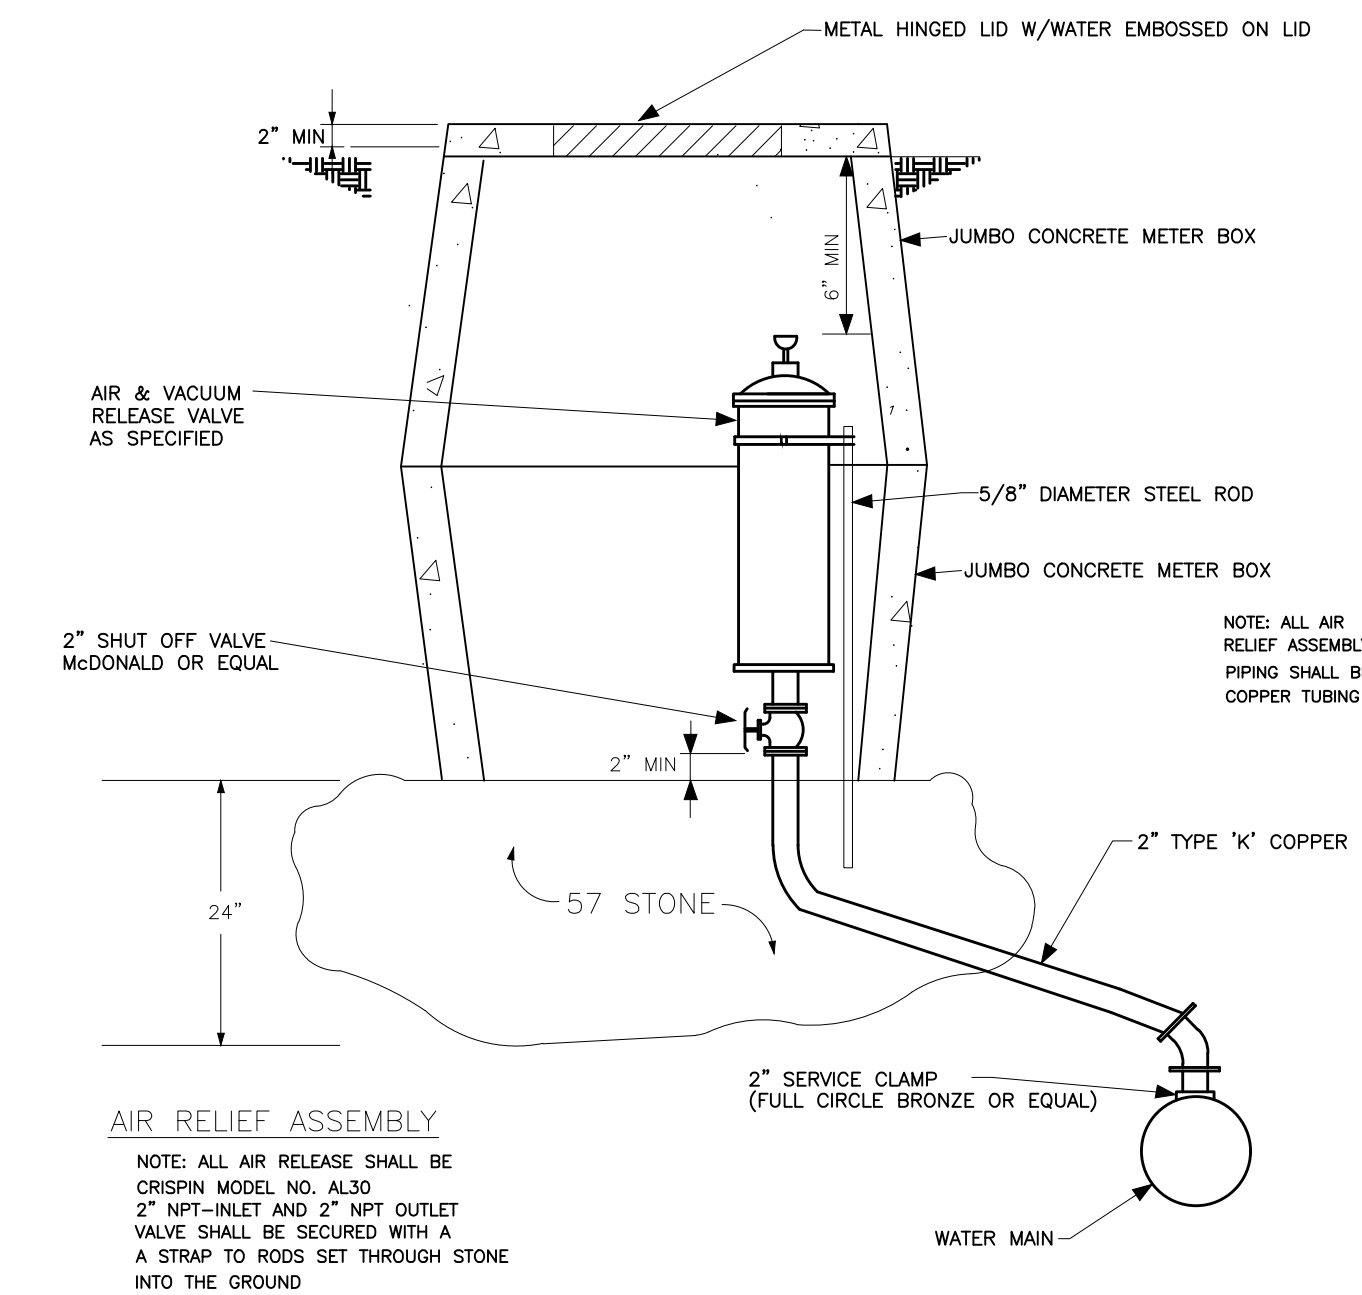 METAL HINGED LID W/WATER EMBOSSED ON LID
2" MIN
JUMBO CONCRETE METER BOX
6" MIN
AIR & VACUUM
RELEASE VALVE
AS SPECIFIED
5/8" DIAMETER STEEL ROD
JUMBO CONCRETE METER BOX
NOTE: ALL AIR
RELIEF ASSEMBLY
PIPING SHALL B
COPPER TUBING
2" SHUT OFF VALVE
McDONALD OR EQUAL
2" MIN
2" TYPE 'K' COPPER
57 STONE
24"
2" SERVICE CLAMP
(FULL CIRCLE BRONZE OR EQUAL)
AIR RELIEF ASSEMBLY
NOTE: ALL AIR RELEASE SHALL BE
CRISPIN MODEL NO. AL30
2" NPT-INLET AND 2" NPT OUTLET
VALVE SHALL BE SECURED WITH A
A STRAP TO RODS SET THROUGH STONE
INTO THE GROUND
WATER MAIN